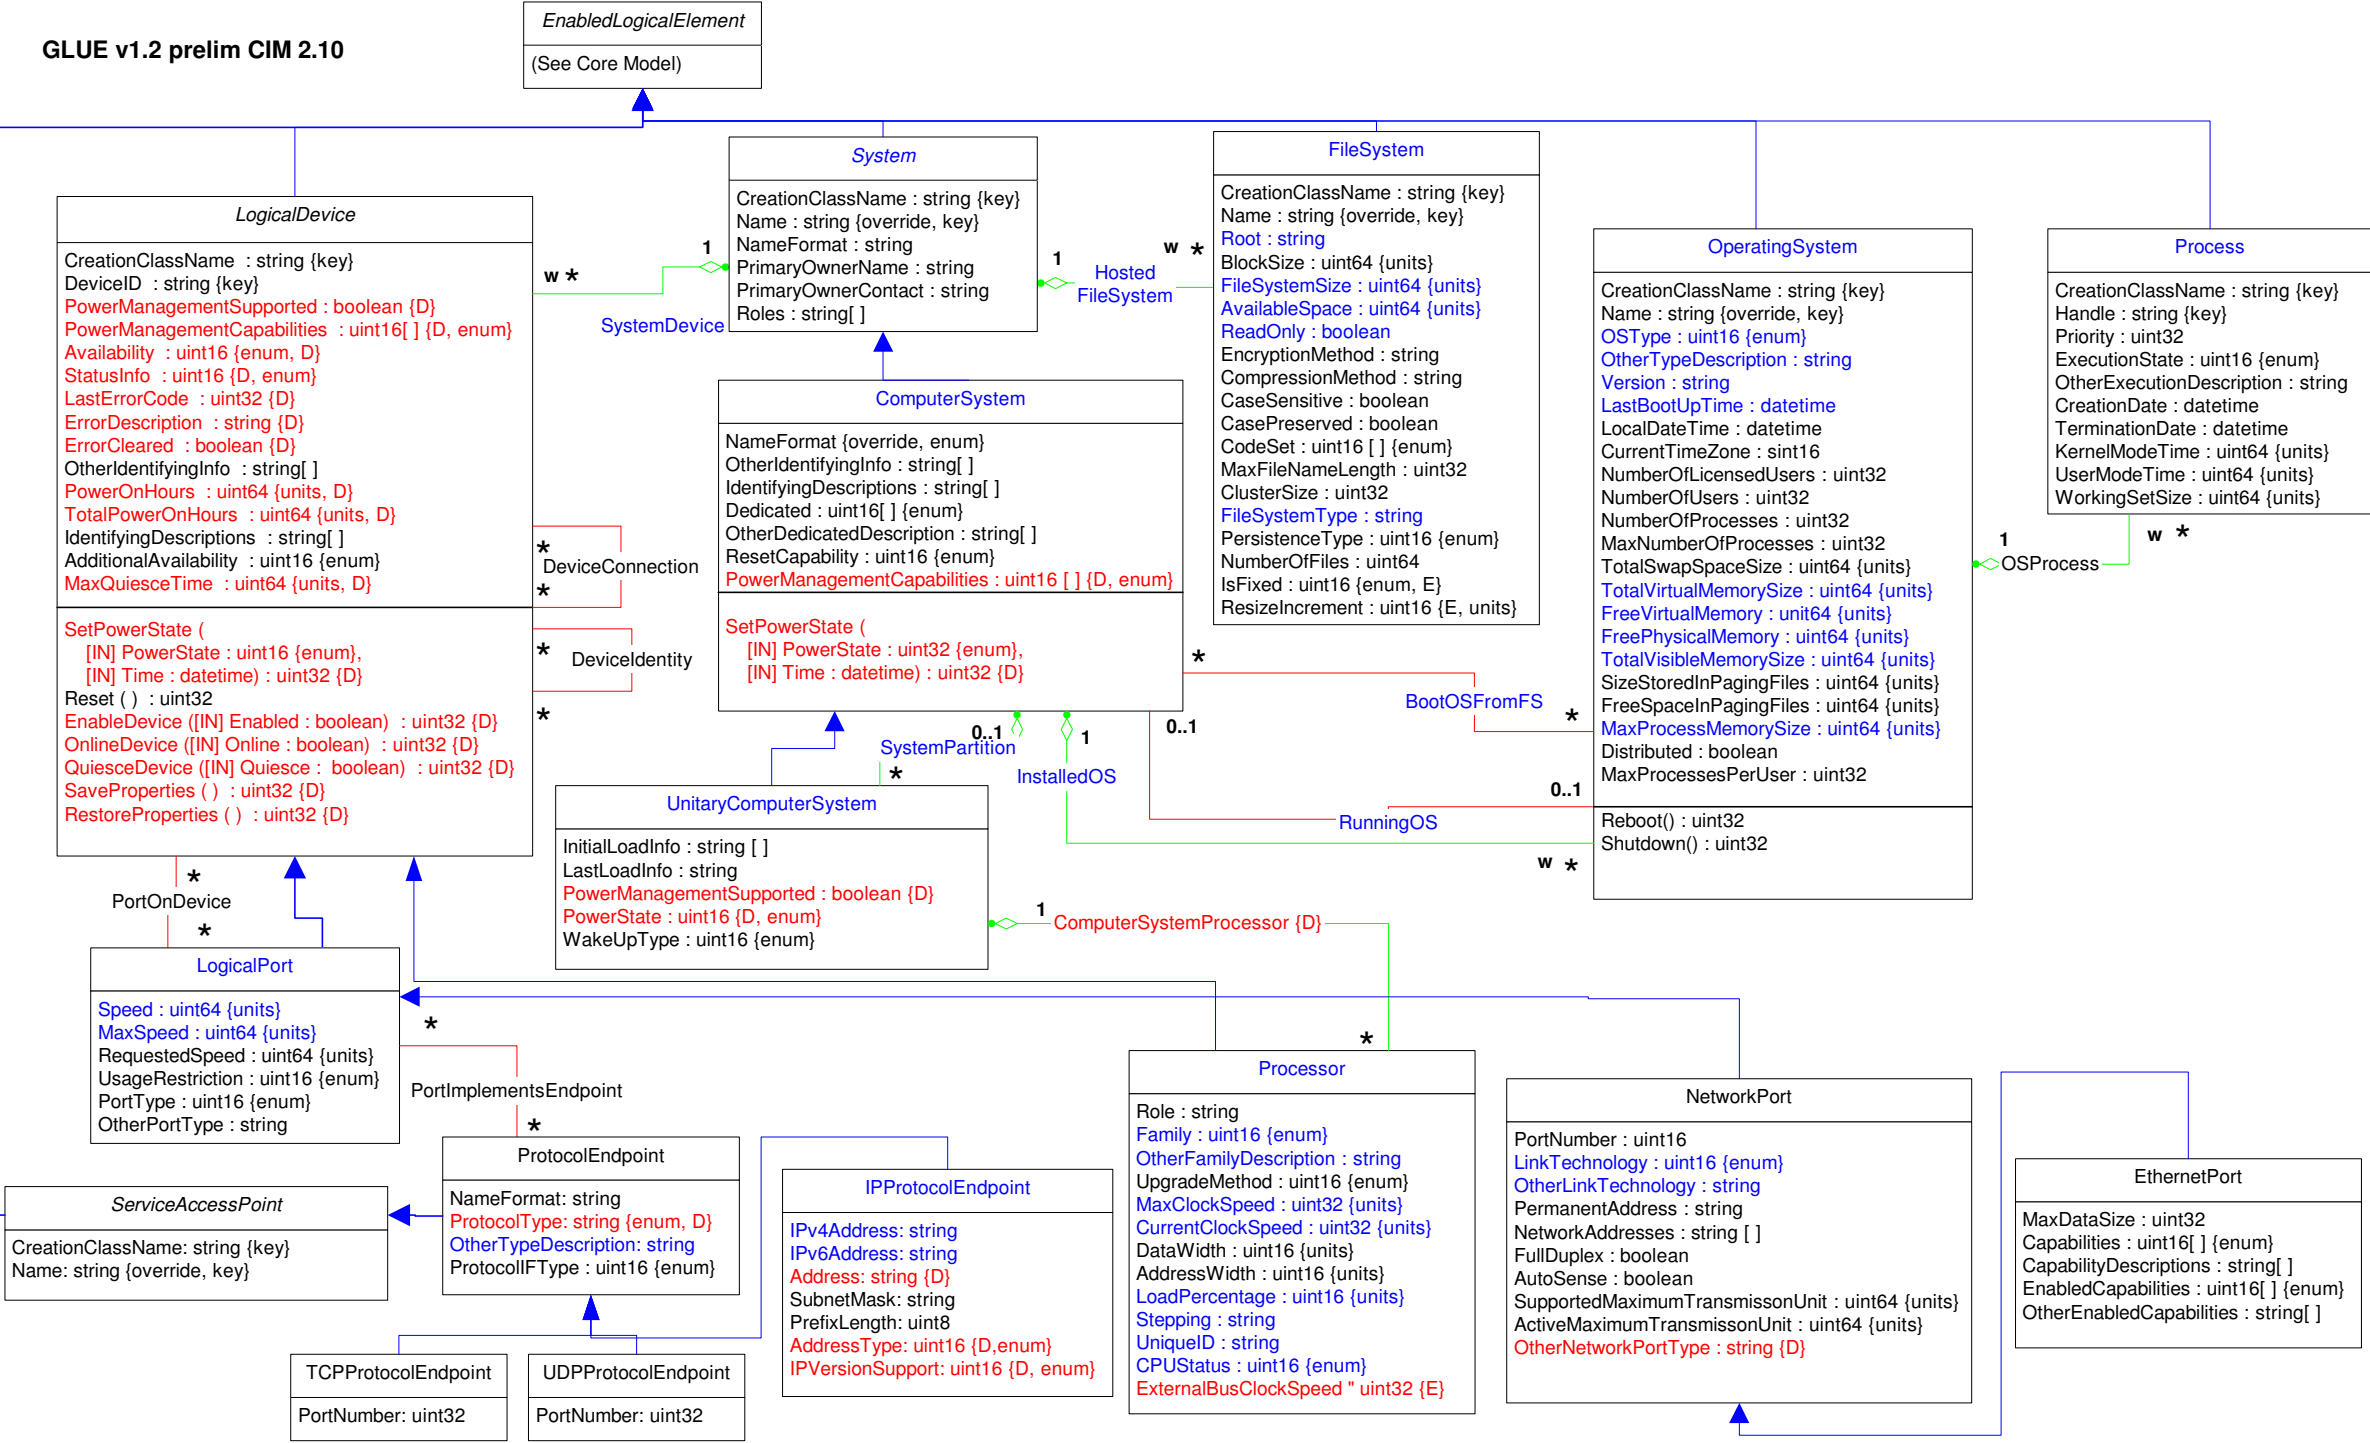 GLUE v1.2 prelim CIM 2.10
EnabledLogicalElement
(See Core Model)
LogicalDevice
CreationClassName : string {key}
DeviceID : string {key}
PowerManagementSupported : boolean {D}
PowerManagementCapabilities : uint16[ ] {D, enum}
Availability : uint16 {enum, D}
StatusInfo : uint16 {D, enum}
LastErrorCode : uint32 {D}
ErrorDescription : string {D}
ErrorCleared : boolean {D}
OtherIdentifyingInfo : string[ ]
PowerOnHours : uint64 {units, D}
TotalPowerOnHours : uint64 {units, D}
IdentifyingDescriptions : string[ ]
AdditionalAvailability : uint16 {enum}
MaxQuiesceTime : uint64 {units, D}
SetPowerState (
[IN] PowerState : uint16 {enum},
[IN] Time : datetime) : uint32 {D}
Reset ( ) : uint32
EnableDevice ([IN] Enabled : boolean) : uint32 {D}
OnlineDevice ([IN] Online : boolean) : uint32 {D}
QuiesceDevice ([IN] Quiesce : boolean) : uint32 {D}
SaveProperties ( ) : uint32 {D}
RestoreProperties ( ) : uint32 {D}
w *
1
SystemDevice
*
DeviceConnection
*
*
DeviceIdentity
*
System
CreationClassName : string {key}
Name : string {override, key}
NameFormat : string
PrimaryOwnerName : string
PrimaryOwnerContact : string
Roles : string[ ]
1
Hosted
FileSystem
w *
FileSystem
CreationClassName : string {key}
Name : string {override, key}
Root : string
BlockSize : uint64 {units}
FileSystemSize : uint64 {units}
AvailableSpace : uint64 {units}
ReadOnly : boolean
EncryptionMethod : string
CompressionMethod : string
CaseSensitive : boolean
CasePreserved : boolean
CodeSet : uint16 [ ] {enum}
MaxFileNameLength : uint32
ClusterSize : uint32
FileSystemType : string
PersistenceType : uint16 {enum}
NumberOfFiles : uint64
IsFixed : uint16 {enum, E}
ResizeIncrement : uint16 {E, units}
OperatingSystem
CreationClassName : string {key}
Name : string {override, key}
OSType : uint16 {enum}
OtherTypeDescription : string
Version : string
LastBootUpTime : datetime
LocalDateTime : datetime
CurrentTimeZone : sint16
NumberOfLicensedUsers : uint32
NumberOfUsers : uint32
NumberOfProcesses : uint32
MaxNumberOfProcesses : uint32
TotalSwapSpaceSize : uint64 {units}
TotalVirtualMemorySize : uint64 {units}
FreeVirtualMemory : unit64 {units}
FreePhysicalMemory : uint64 {units}
TotalVisibleMemorySize : uint64 {units}
SizeStoredInPagingFiles : uint64 {units}
FreeSpaceInPagingFiles : uint64 {units}
MaxProcessMemorySize : uint64 {units}
Distributed : boolean
MaxProcessesPerUser : uint32
Reboot() : uint32
Shutdown() : uint32
Process
CreationClassName : string {key}
Handle : string {key}
Priority : uint32
ExecutionState : uint16 {enum}
OtherExecutionDescription : string
CreationDate : datetime
TerminationDate : datetime
KernelModeTime : uint64 {units}
UserModeTime : uint64 {units}
WorkingSetSize : uint64 {units}
1
OSProcess
w *
ComputerSystem
NameFormat {override, enum}
OtherIdentifyingInfo : string[ ]
IdentifyingDescriptions : string[ ]
Dedicated : uint16[ ] {enum}
OtherDedicatedDescription : string[ ]
ResetCapability : uint16 {enum}
PowerManagementCapabilities : uint16 [ ] {D, enum}
SetPowerState (
[IN] PowerState : uint32 {enum},
[IN] Time : datetime) : uint32 {D}
*
BootOSFromFS
*
0..1
SystemPartition
*
1
InstalledOS
w *
0..1
RunningOS
0..1
UnitaryComputerSystem
InitialLoadInfo : string [ ]
LastLoadInfo : string
PowerManagementSupported : boolean {D}
PowerState : uint16 {D, enum}
WakeUpType : uint16 {enum}
1
ComputerSystemProcessor {D}
*
*
PortOnDevice
*
LogicalPort
Speed : uint64 {units}
MaxSpeed : uint64 {units}
RequestedSpeed : uint64 {units}
UsageRestriction : uint16 {enum}
PortType : uint16 {enum}
OtherPortType : string
*
PortImplementsEndpoint
*
ProtocolEndpoint
NameFormat: string
ProtocolType: string {enum, D}
OtherTypeDescription: string
ProtocolIFType : uint16 {enum}
ServiceAccessPoint
CreationClassName: string {key}
Name: string {override, key}
TCPProtocolEndpoint
PortNumber: uint32
UDPProtocolEndpoint
PortNumber: uint32
IPProtocolEndpoint
IPv4Address: string
IPv6Address: string
Address: string {D}
SubnetMask: string
PrefixLength: uint8
AddressType: uint16 {D,enum}
IPVersionSupport: uint16 {D, enum}
Processor
Role : string
Family : uint16 {enum}
OtherFamilyDescription : string
UpgradeMethod : uint16 {enum}
MaxClockSpeed : uint32 {units}
CurrentClockSpeed : uint32 {units}
DataWidth : uint16 {units}
AddressWidth : uint16 {units}
LoadPercentage : uint16 {units}
Stepping : string
UniqueID : string
CPUStatus : uint16 {enum}
ExternalBusClockSpeed " uint32 {E}
NetworkPort
PortNumber : uint16
LinkTechnology : uint16 {enum}
OtherLinkTechnology : string
PermanentAddress : string
NetworkAddresses : string [ ]
FullDuplex : boolean
AutoSense : boolean
SupportedMaximumTransmissonUnit : uint64 {units}
ActiveMaximumTransmissonUnit : uint64 {units}
OtherNetworkPortType : string {D}
EthernetPort
MaxDataSize : uint32
Capabilities : uint16[ ] {enum}
CapabilityDescriptions : string[ ]
EnabledCapabilities : uint16[ ] {enum}
OtherEnabledCapabilities : string[ ]